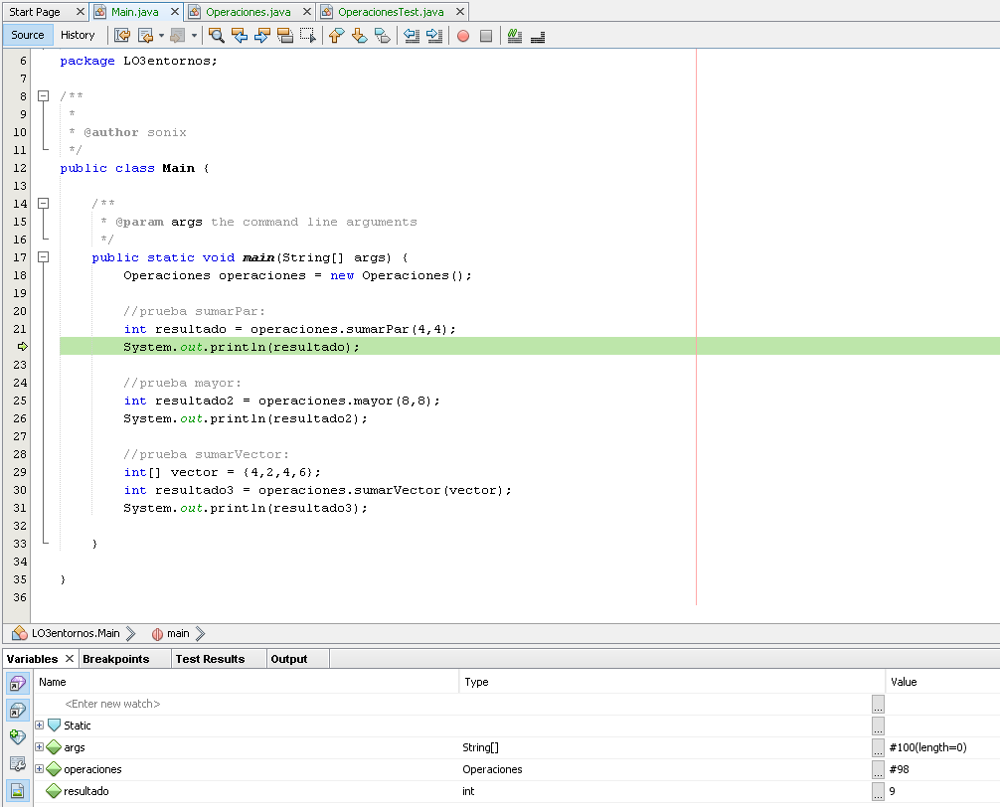 Start Page Main.java Operaciones.java OperacionesTest.java
Source History
6 package LO3entornos;
7
8 /**
9 *
10 * @author sonix
11 */
12 public class Main {
13
14 /**
15 * @param args the command line arguments
16 */
17 public static void main(String[] args) {
18 Operaciones operaciones = new Operaciones();
19
20 //prueba sumarPar:
21 int resultado = operaciones.sumarPar(4,4);
System.out.println(resultado);
23
24 //prueba mayor:
25 int resultado2 = operaciones.mayor(8,8);
26 System.out.println(resultado2);
27
28 //prueba sumarVector:
29 int[] vector = {4,2,4,6};
30 int resultado3 = operaciones.sumarVector(vector);
31 System.out.println(resultado3);
32
33 }
34
35 }
36
LO3entornos.Main main
Variables Breakpoints Test Results Output
Name Type Value
<Enter new watch> ...
Static ...
args String[] ... #100(length=0)
operaciones Operaciones ... #98
resultado int ... 9